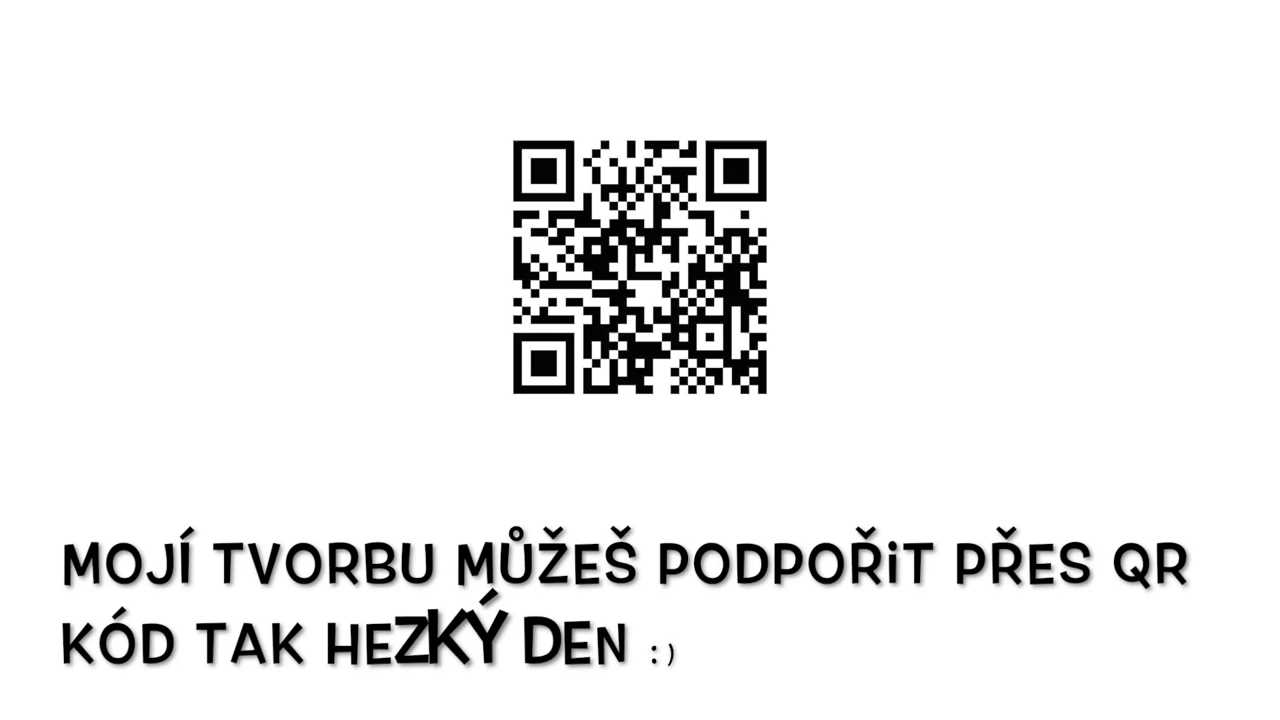 MOJÍ TVORBU MŮŽEŠ PODPOŘiT PŘES QR
KÓD TAK HEZKÝ DEN :)